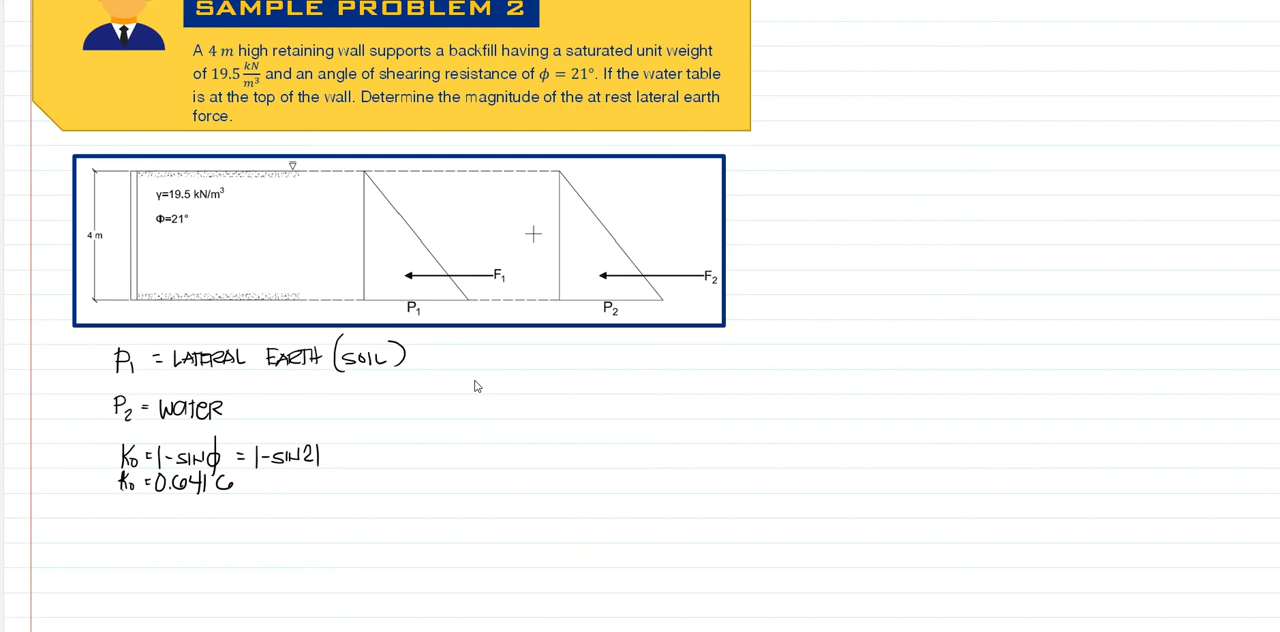 SAMPLE PROBLEM 2
A 4 m high retaining wall supports a backfill having a saturated unit weight
of 19.5 kN/m³ and an angle of shearing resistance of ϕ = 21°. If the water table
is at the top of the wall. Determine the magnitude of the at rest lateral earth
force.
γ=19.5 kN/m³
Φ=21°
4 m
F₁
+
F₂
P₁
P₂
P₁ = LATERAL EARTH (SOIL)
P₂ = WATER
K₀ = 1-SINϕ = 1-SIN21
K₀ = 0.6416